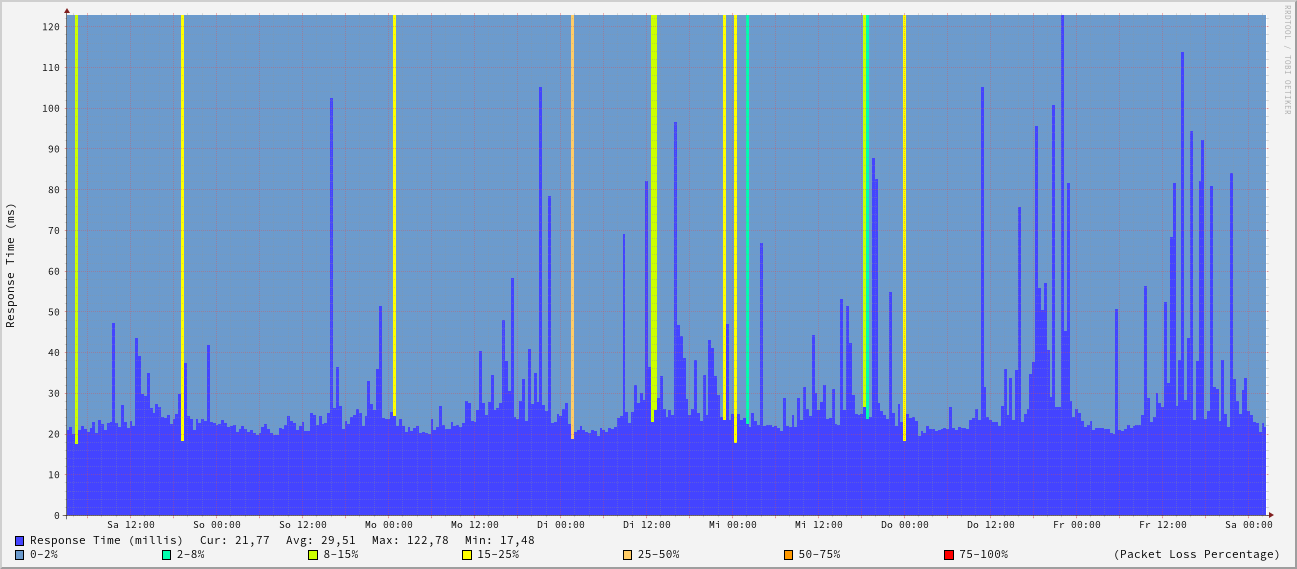 120
110
100
90
80
70
60
50
40
30
20
10
0
Response Time (ms)
RRDTOOL / TOBI OETIKER
Sa 12:00 So 00:00 So 12:00 Mo 00:00 Mo 12:00 Di 00:00 Di 12:00 Mi 00:00 Mi 12:00 Do 00:00 Do 12:00 Fr 00:00 Fr 12:00 Sa 00:00
Response Time (millis) Cur: 21,77 Avg: 29,51 Max: 122,78 Min: 17,48
0-2% 2-8% 8-15% 15-25% 25-50% 50-75% 75-100% (Packet Loss Percentage)